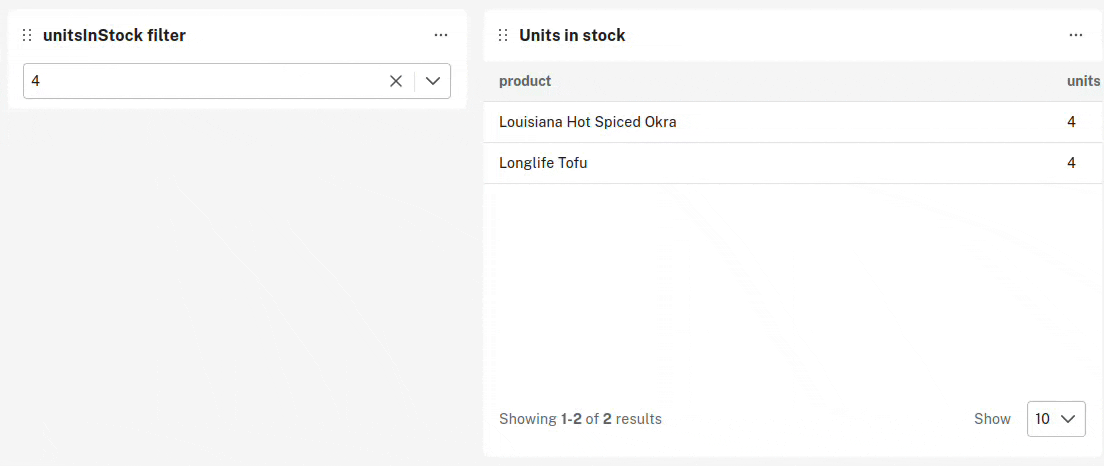 unitsInStock filter
4
Units in stock
product units
Louisiana Hot Spiced Okra 4
Longlife Tofu 4
Showing 1-2 of 2 results Show 10